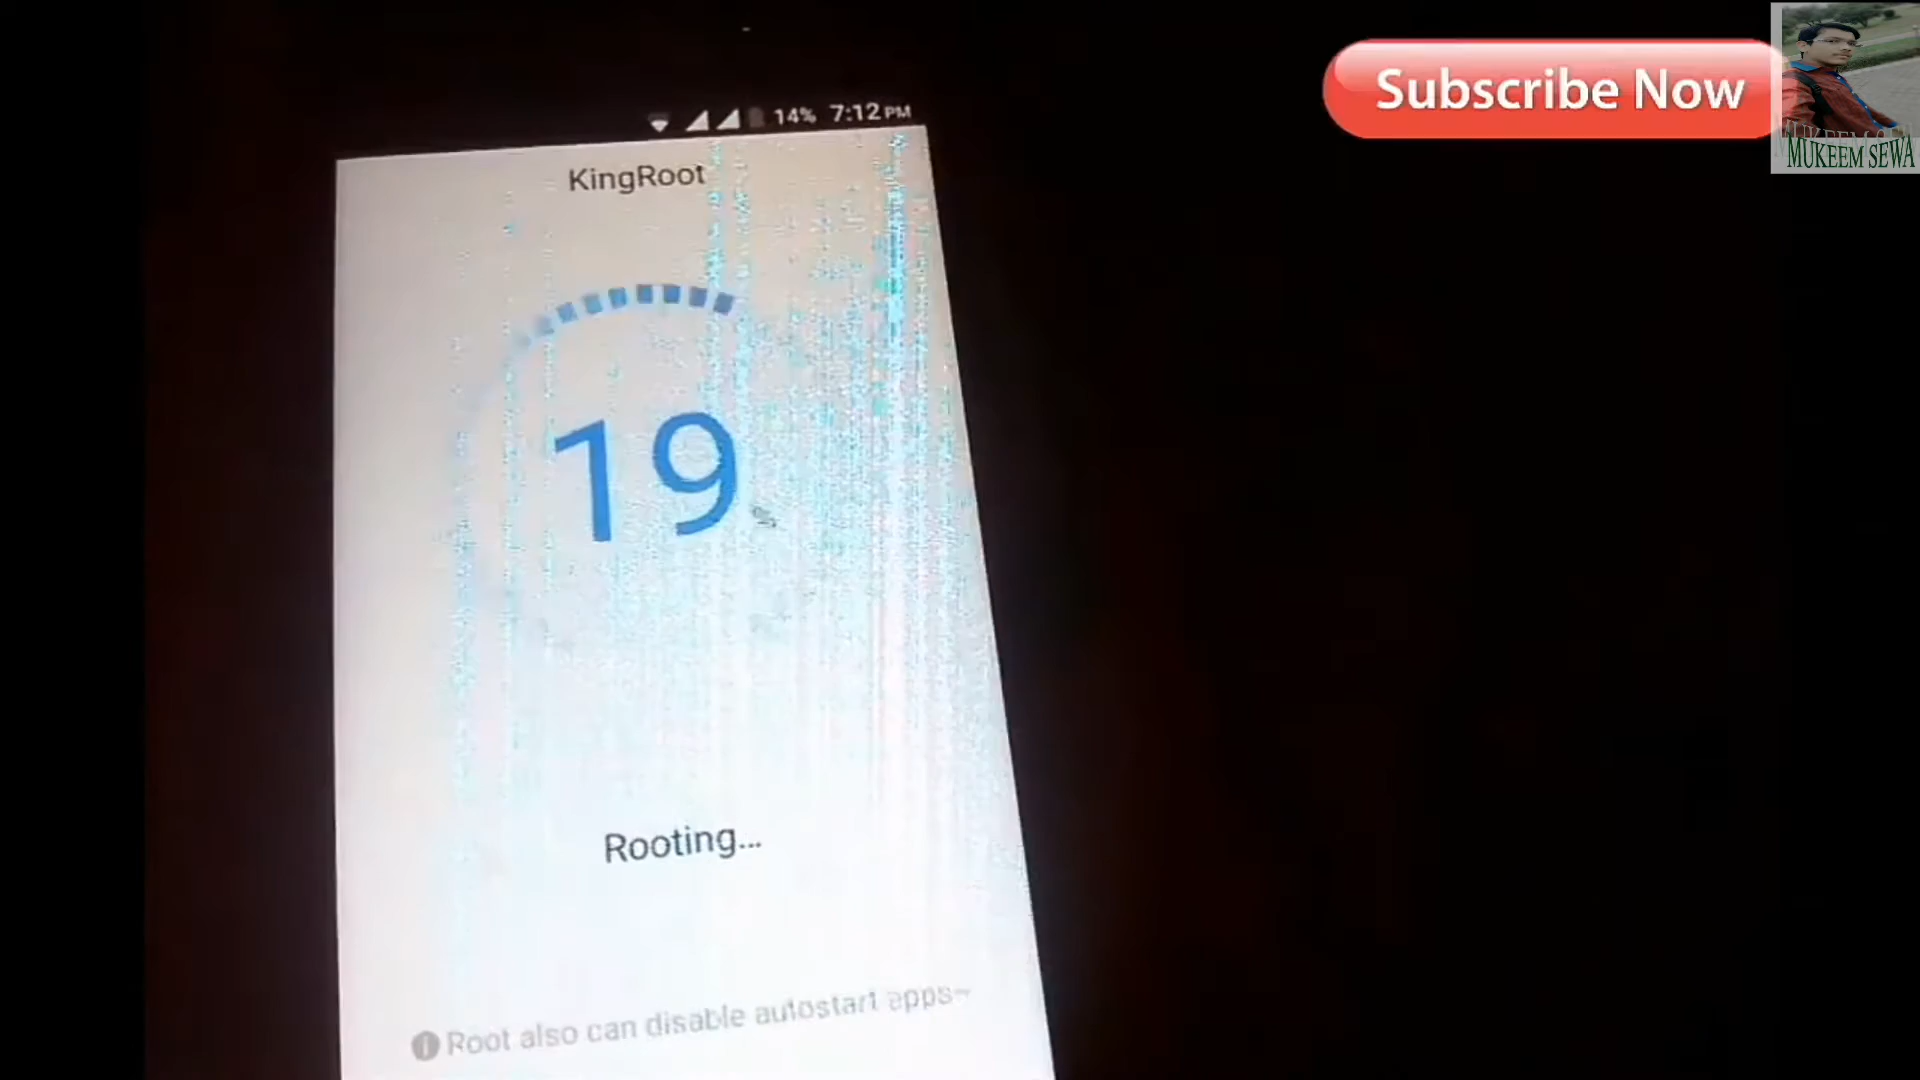 14% 7:12 PM
Subscribe Now
MUKEEM SEWA
KingRoot
19%
Rooting...
Root also can disable autostart apps~